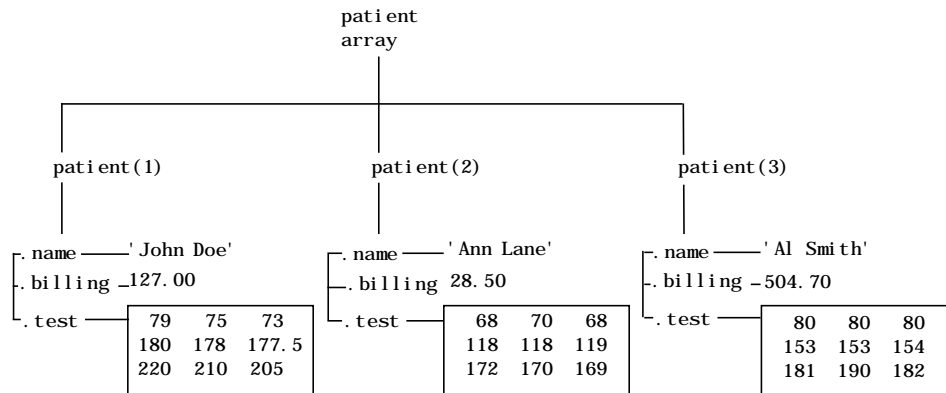 patient
array
patient(1)
patient(2)
patient(3)
.name 'John Doe'
.billing 127.00
.test
79 75 73
180 178 177.5
220 210 205
.name 'Ann Lane'
.billing 28.50
.test
68 70 68
118 118 119
172 170 169
.name 'Al Smith'
.billing 504.70
.test
80 80 80
153 153 154
181 190 182